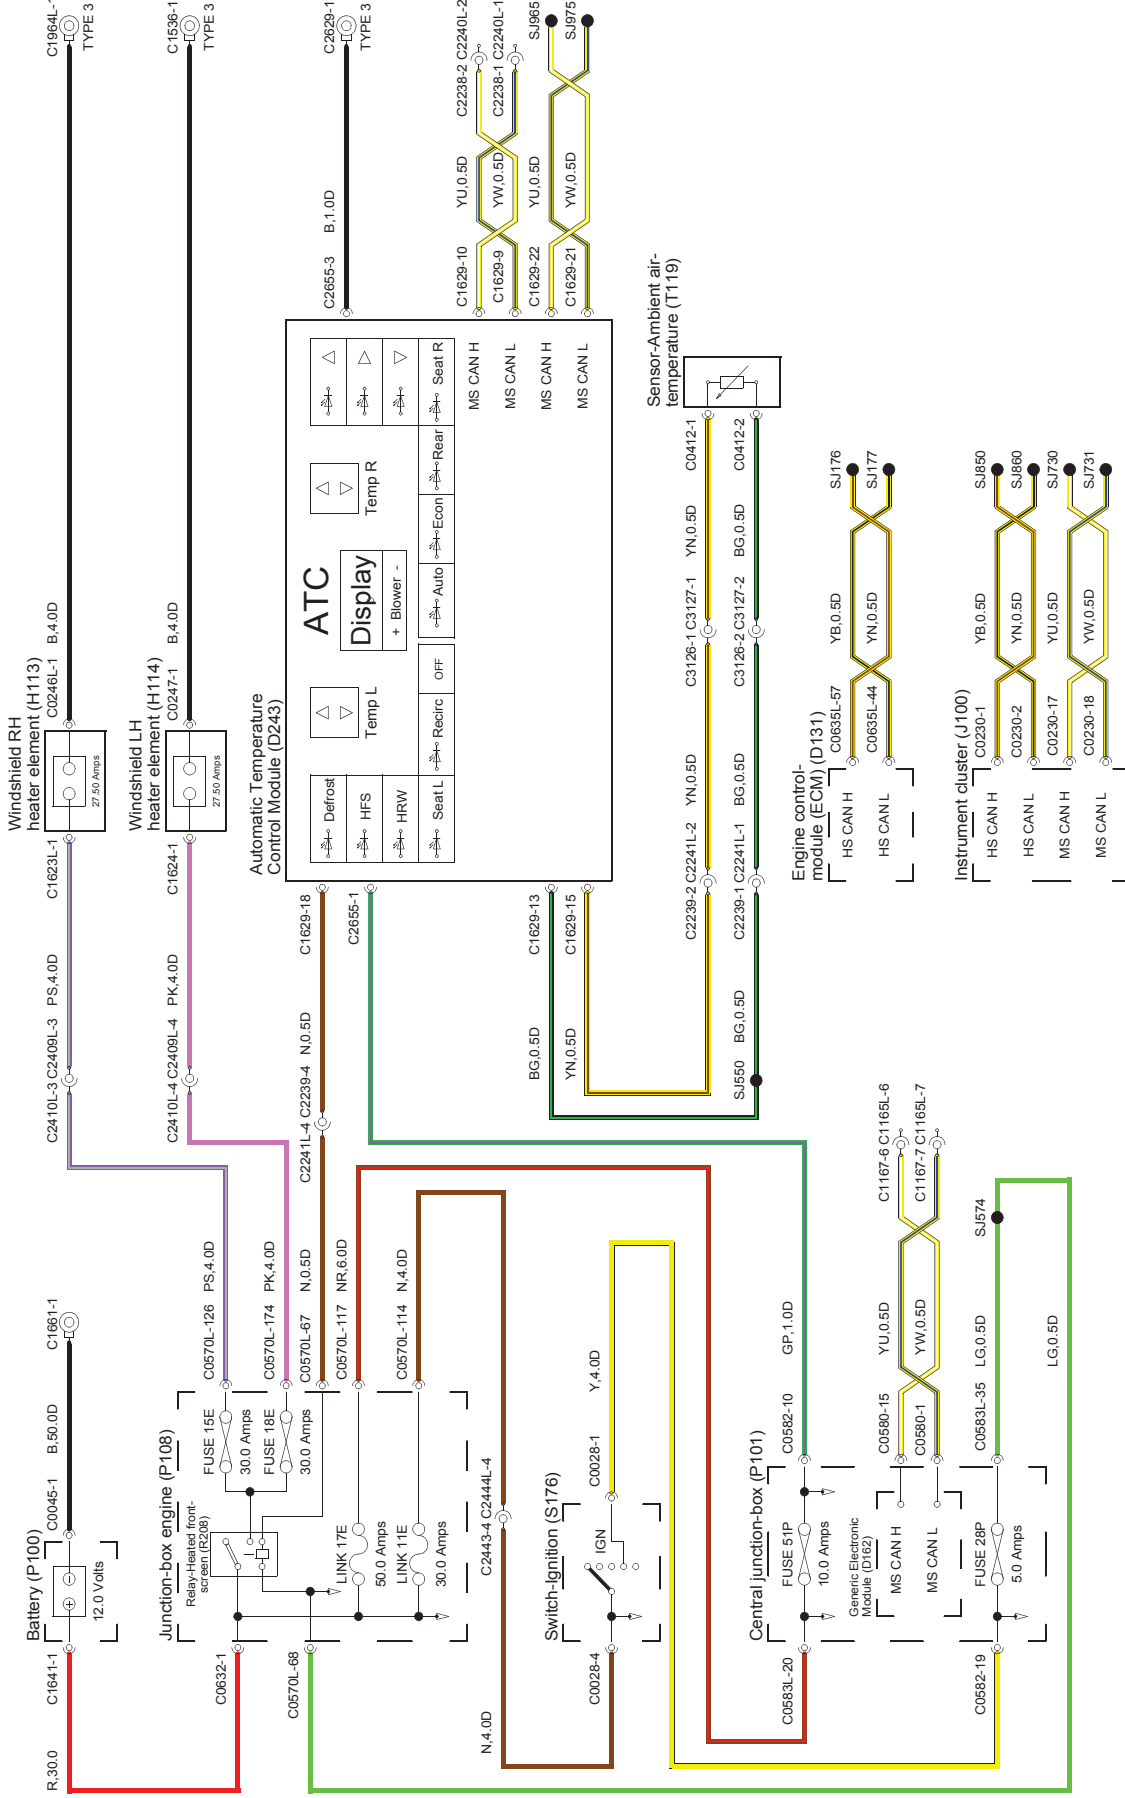 Battery (P100)
12.0 Volts
C1641-1
R,30.0
C0045-1
B,50.0D
C1661-1
Junction-box engine (P108)
Relay-Heated front-
screen (R208)
FUSE 15E
30.0 Amps
FUSE 18E
30.0 Amps
LINK 17E
50.0 Amps
LINK 11E
30.0 Amps
C0632-1
C0570L-68
C0570L-126
PS,4.0D
C0570L-174
PK,4.0D
C0570L-67
N,0.5D
C0570L-117
NR,6.0D
C0570L-114
N,4.0D
C2410L-3
C2409L-3
PS,4.0D
C1623L-1
C2410L-4
C2409L-4
PK,4.0D
C1624-1
C2241L-4
C2239-4
N,0.5D
C1629-18
C2655-1
Windshield RH
heater element (H113)
27.50 Amps
C0246L-1
B,4.0D
C1964L-1
TYPE 3
Windshield LH
heater element (H114)
27.50 Amps
C0247-1
B,4.0D
C1536-1
TYPE 3
Automatic Temperature
Control Module (D243)
Defrost
HFS
HRW
Seat L
Recirc
OFF
Auto
Econ
Rear
Seat R
Temp L
ATC
Display
+ Blower -
Temp R
MS CAN H
MS CAN L
MS CAN H
MS CAN L
C2655-3
B,1.0D
C2629-1
TYPE 3
C1629-10
YU,0.5D
C2238-2
C2240L-2
C1629-9
YW,0.5D
C2238-1
C2240L-1
C1629-22
YU,0.5D
SJ965
C1629-21
YW,0.5D
SJ975
C1629-13
BG,0.5D
C1629-15
YN,0.5D
C2239-2
C2241L-2
YN,0.5D
C3126-1
C3127-1
YN,0.5D
C0412-1
SJ550
BG,0.5D
C2239-1
C2241L-1
BG,0.5D
C3126-2
C3127-2
BG,0.5D
C0412-2
Sensor-Ambient air-
temperature (T119)
C2443-4
C2444L-4
N,4.0D
Switch-Ignition (S176)
IGN
C0028-4
C0028-1
Y,4.0D
Central junction-box (P101)
FUSE 51P
10.0 Amps
Generic Electronic
Module (D162)
MS CAN H
MS CAN L
FUSE 28P
5.0 Amps
C0583L-20
C0582-19
C0582-10
GP,1.0D
C0580-15
YU,0.5D
C1167-6
C1165L-6
C0580-1
YW,0.5D
C1167-7
C1165L-7
C0583L-35
LG,0.5D
SJ574
LG,0.5D
Engine control-
module (ECM) (D131)
HS CAN H
HS CAN L
C0635L-57
YB,0.5D
SJ176
C0635L-44
YN,0.5D
SJ177
Instrument cluster (J100)
HS CAN H
HS CAN L
MS CAN H
MS CAN L
C0230-1
YB,0.5D
SJ850
C0230-2
YN,0.5D
SJ860
C0230-17
YU,0.5D
SJ730
C0230-18
YW,0.5D
SJ731